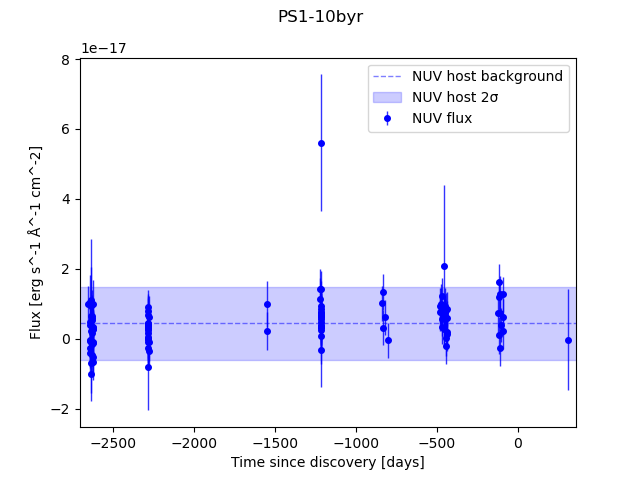 PS1-10byr
1e−17
NUV host background
NUV host 2σ
NUV flux
8
6
4
2
0
−2
Flux [erg s^-1 Å^-1 cm^-2]
−2500 −2000 −1500 −1000 −500 0
Time since discovery [days]